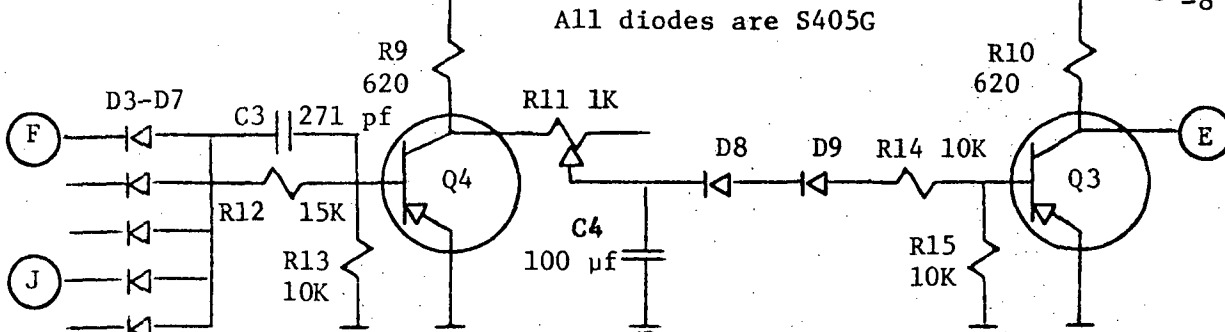 -8
All diodes are S405G
R9
620
R10
620
D3-D7
C3
271 pf
R11 1K
F
D8
D9
R14 10K
E
Q4
Q3
R12
15K
C4
100 µf
R13
10K
R15
10K
J